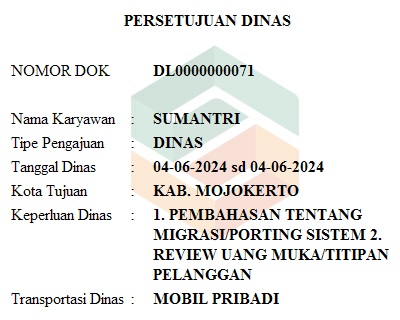 PERSETUJUAN DINAS
NOMOR DOK DL0000000071
Nama Karyawan : SUMANTRI
Tipe Pengajuan : DINAS
Tanggal Dinas : 04-06-2024 sd 04-06-2024
Kota Tujuan : KAB. MOJOKERTO
Keperluan Dinas : 1. PEMBAHASAN TENTANG
MIGRASI/PORTING SISTEM 2.
REVIEW UANG MUKA/TITIPAN
PELANGGAN
Transportasi Dinas : MOBIL PRIBADI